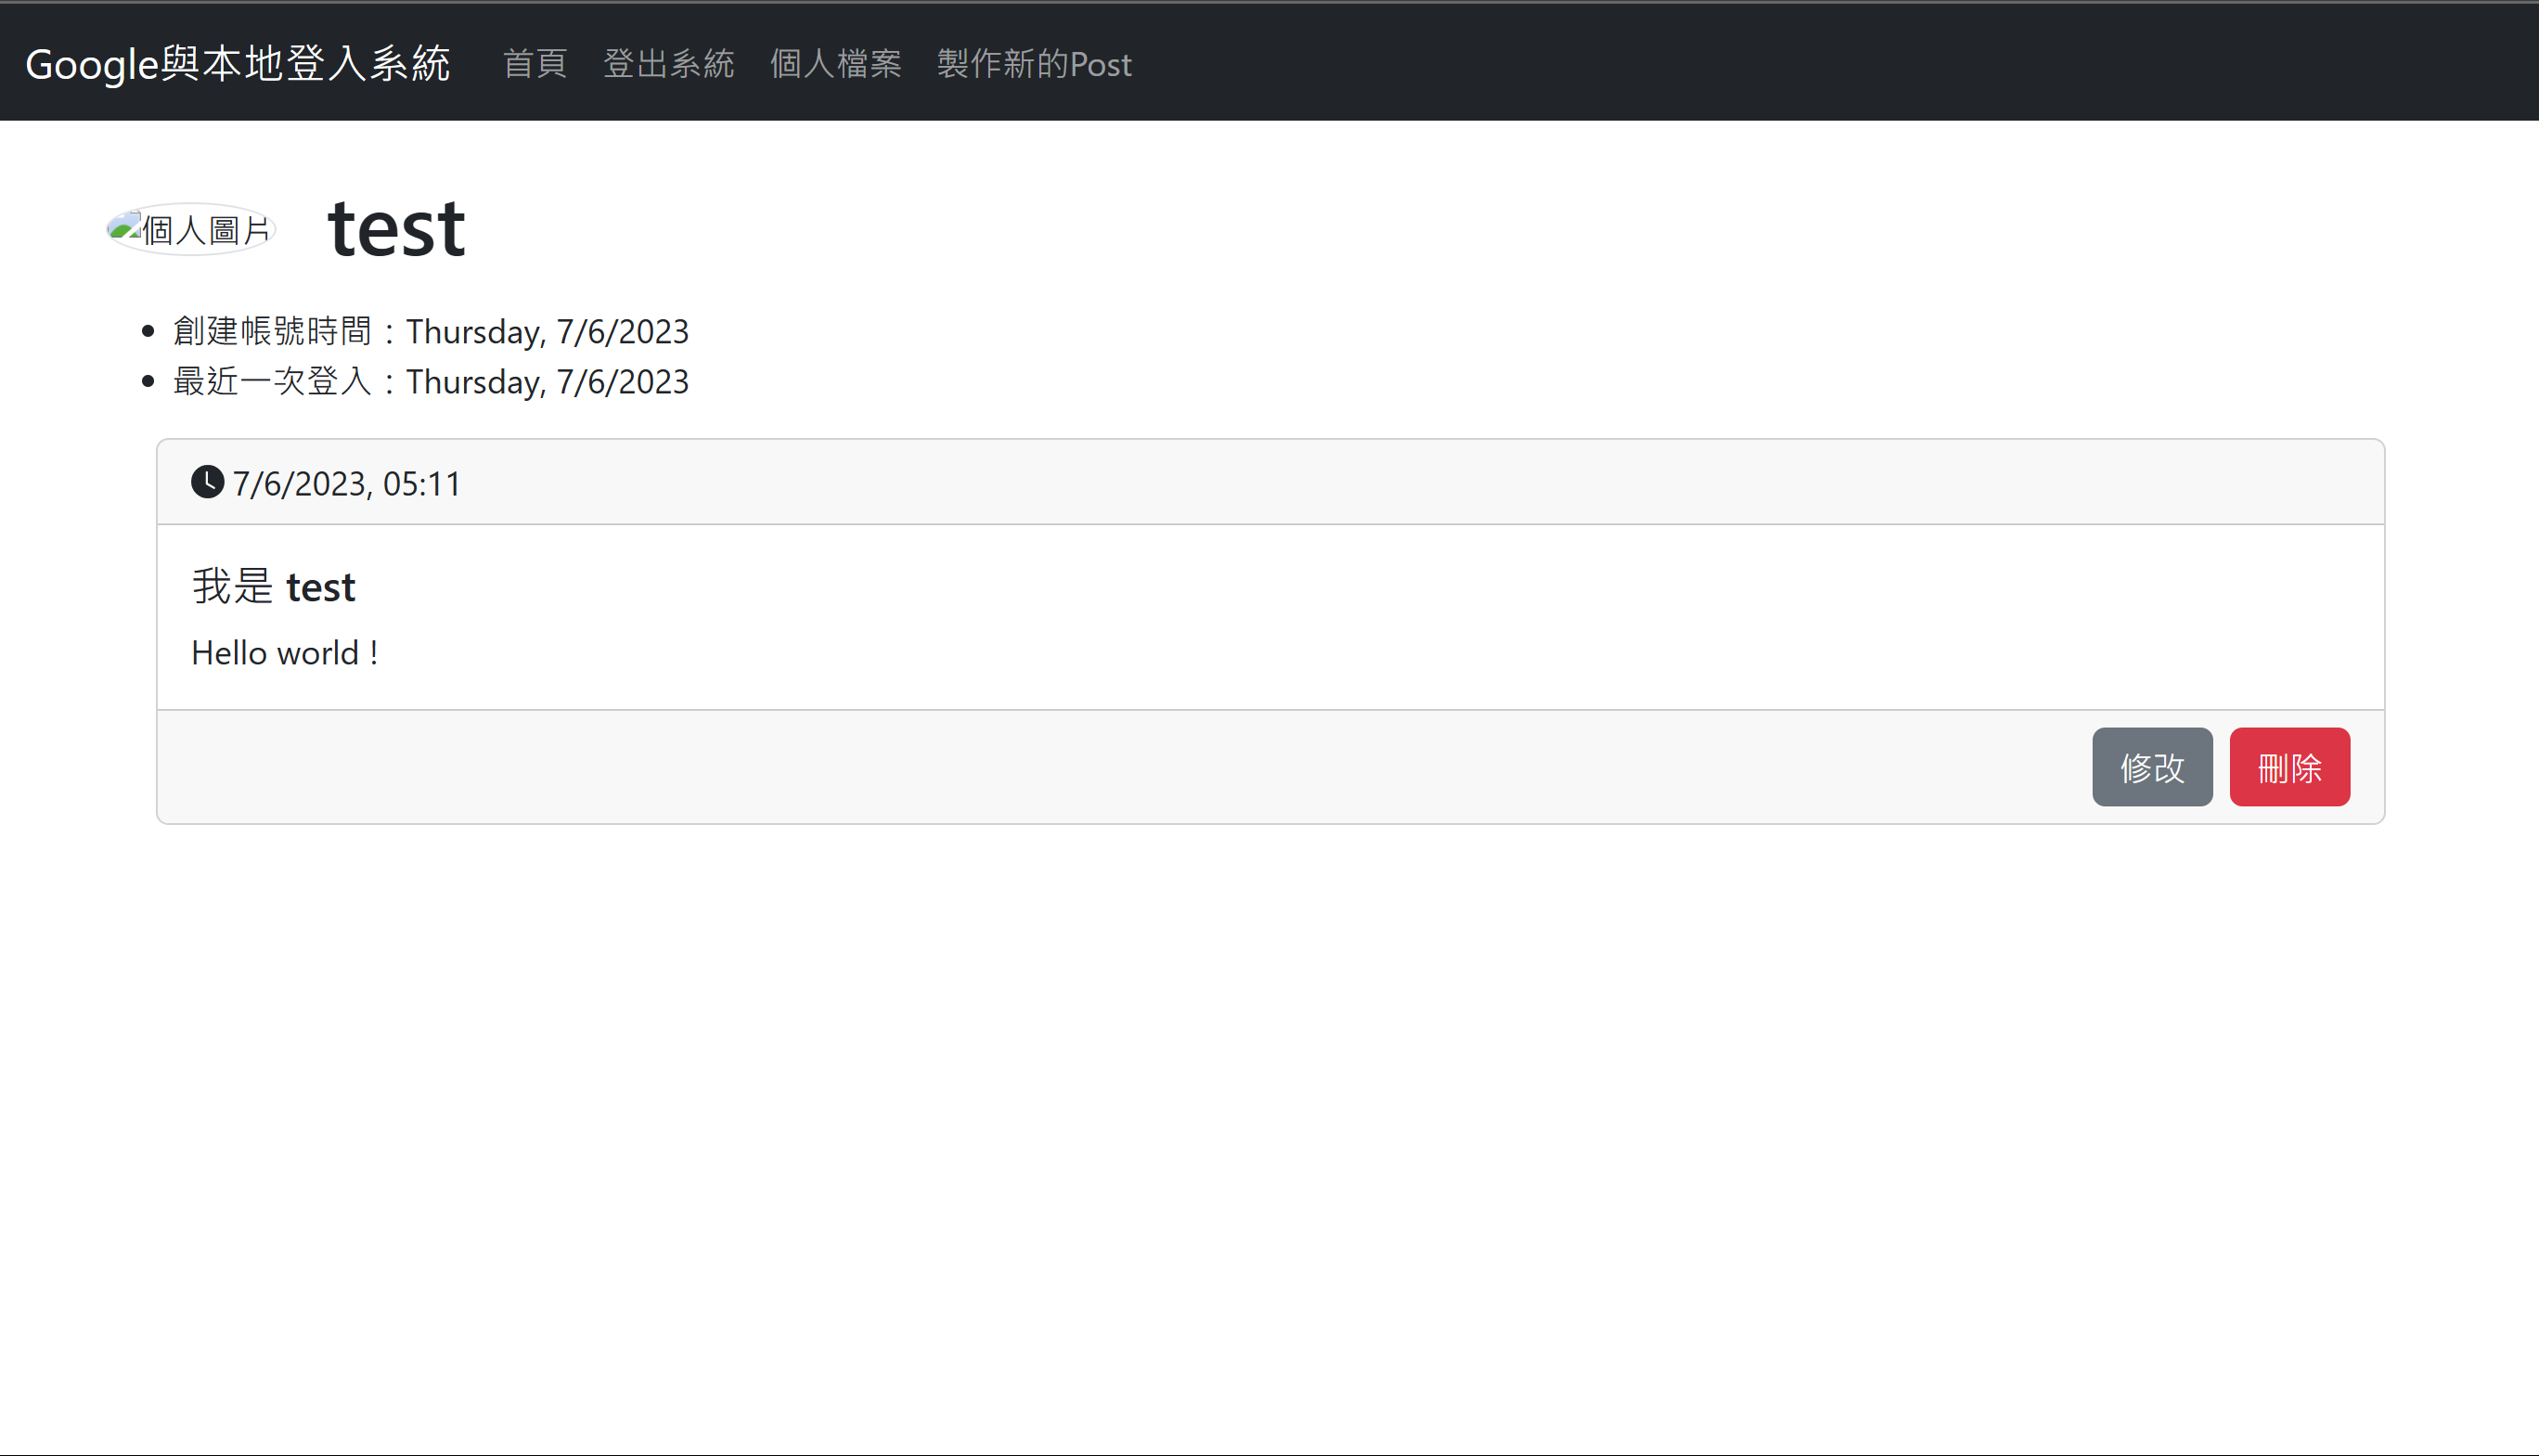 Google與本地登入系統 首頁 登出系統 個人檔案 製作新的Post
個人圖片 test
創建帳號時間：Thursday, 7/6/2023
最近一次登入：Thursday, 7/6/2023
7/6/2023, 05:11
我是 test
Hello world！
修改 刪除